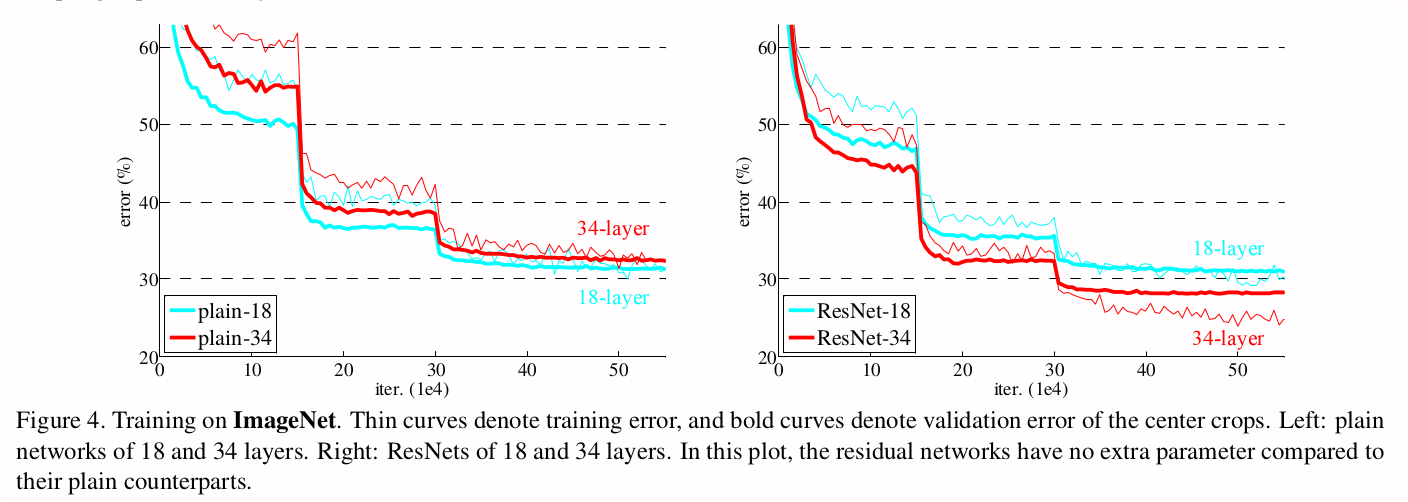 60
50
40
30
20
error (%)
0 10 20 30 40 50
iter. (1e4)
34-layer
18-layer
plain-18
plain-34
60
50
40
30
20
error (%)
0 10 20 30 40 50
iter. (1e4)
18-layer
34-layer
ResNet-18
ResNet-34
Figure 4. Training on ImageNet. Thin curves denote training error, and bold curves denote validation error of the center crops. Left: plain
networks of 18 and 34 layers. Right: ResNets of 18 and 34 layers. In this plot, the residual networks have no extra parameter compared to
their plain counterparts.